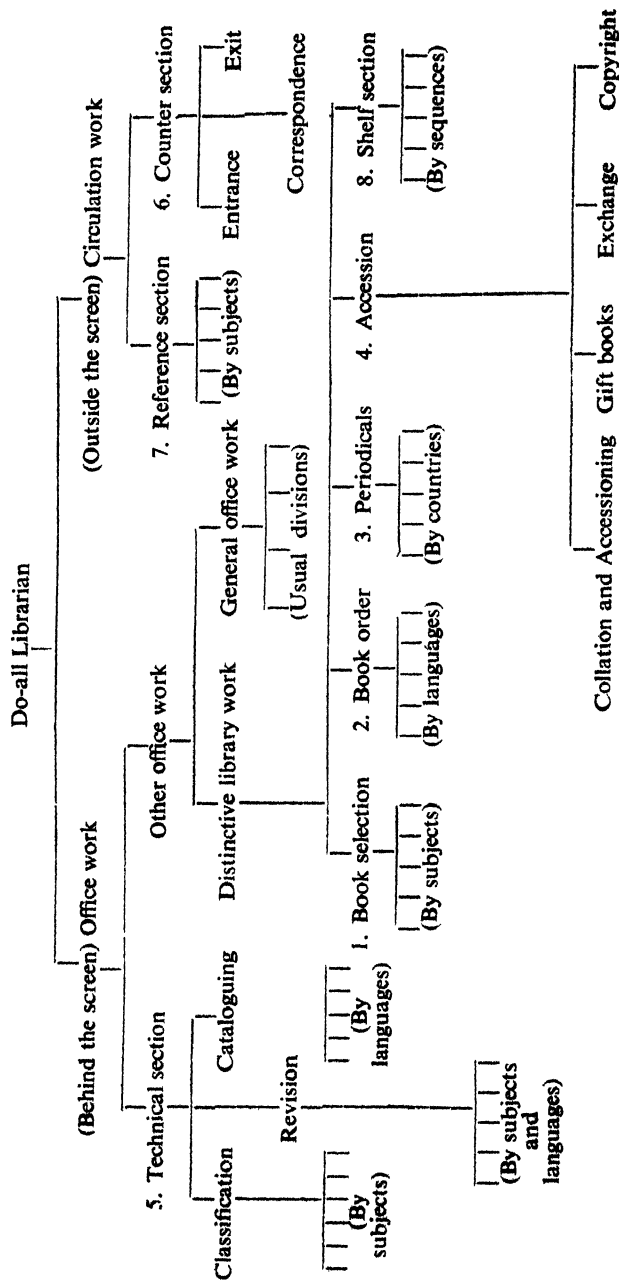 Do-all Librarian
(Behind the screen) Office work
(Outside the screen) Circulation work
5. Technical section
Other office work
7. Reference section
6. Counter section
Classification
Cataloguing
Distinctive library work
General office work
(By subjects)
Entrance
Exit
Revision
(Usual divisions)
Correspondence
(By
subjects)
(By
languages)
1. Book selection
2. Book order
3. Periodicals
4. Accession
8. Shelf section
(By subjects)
(By languages)
(By countries)
(By sequences)
(By subjects
and
languages)
Collation and Accessioning
Gift books
Exchange
Copyright